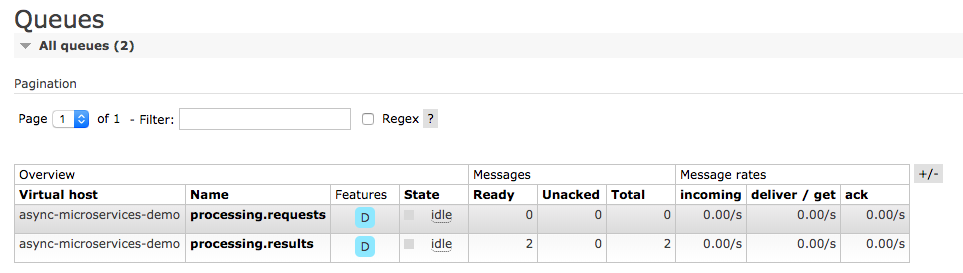 Queues
All queues (2)
Pagination
Page 1 of 1 - Filter: Regex ?
Overview Messages Message rates +/-
Virtual host Name Features State Ready Unacked Total incoming deliver / get ack
async-microservices-demo processing.requests D idle 0 0 0 0.00/s 0.00/s 0.00/s
async-microservices-demo processing.results D idle 2 0 2 0.00/s 0.00/s 0.00/s